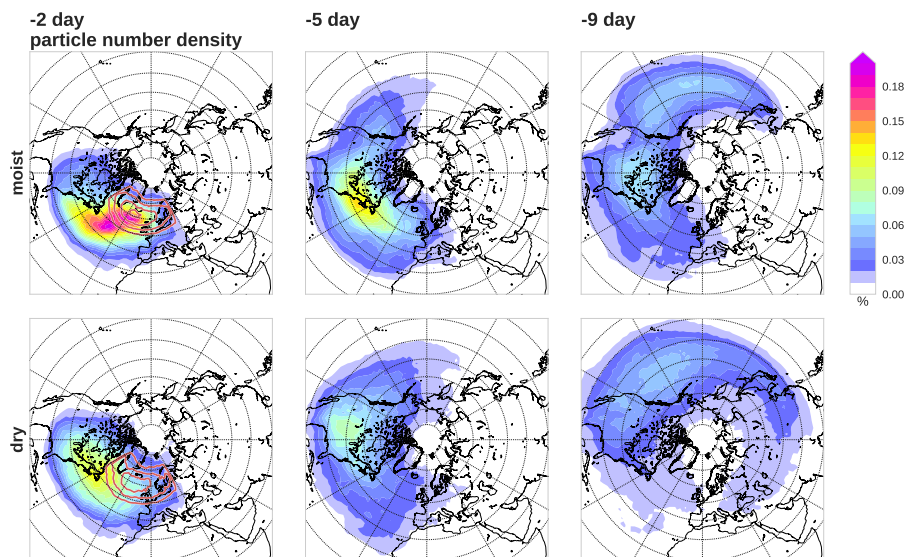 -2 day
particle number density
-5 day
-9 day
moist
0.18
0.15
0.12
0.09
0.06
0.03
0.00
%
dry